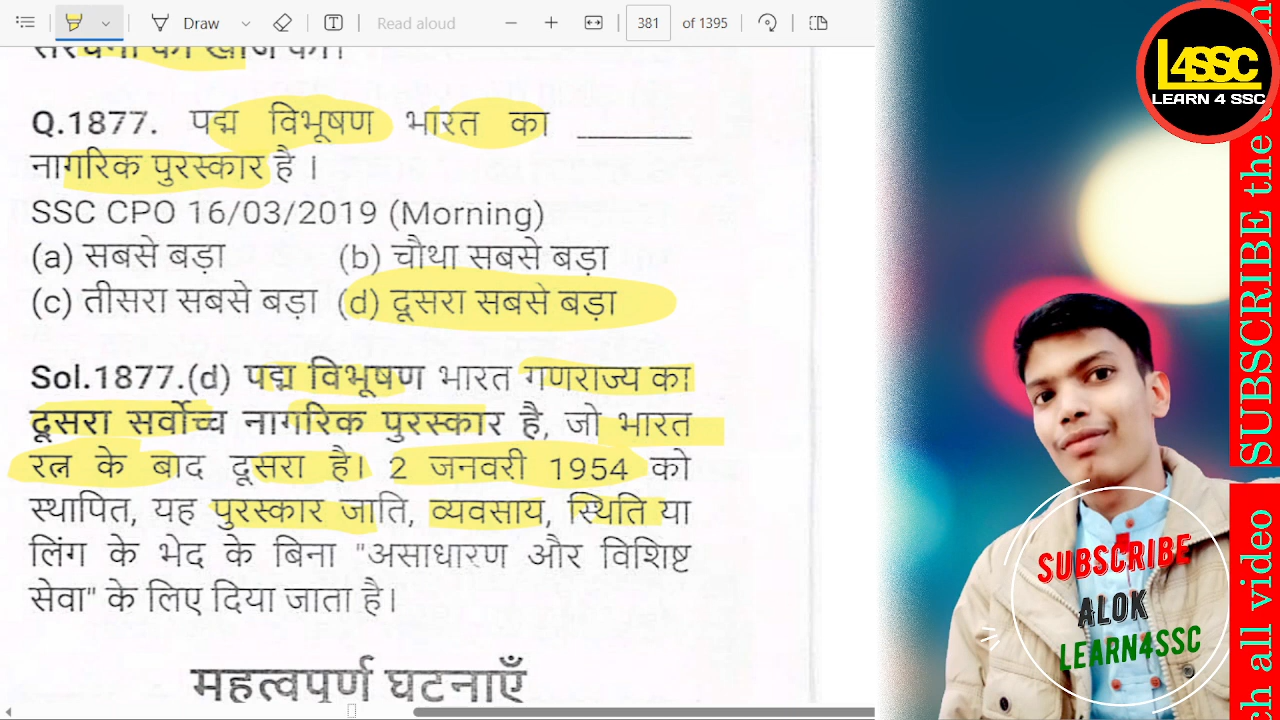 Draw
Read aloud
381 of 1395
Q.1877. पद्म विभूषण भारत का ________
नागरिक पुरस्कार है ।
SSC CPO 16/03/2019 (Morning)
(a) सबसे बड़ा (b) चौथा सबसे बड़ा
(c) तीसरा सबसे बड़ा (d) दूसरा सबसे बड़ा
Sol.1877.(d) पद्म विभूषण भारत गणराज्य का
दूसरा सर्वोच्च नागरिक पुरस्कार है, जो भारत
रत्न के बाद दूसरा है। 2 जनवरी 1954 को
स्थापित, यह पुरस्कार जाति, व्यवसाय, स्थिति या
लिंग के भेद के बिना "असाधारण और विशिष्ट
सेवा" के लिए दिया जाता है।
महत्वपूर्ण घटनाएँ
L4SSC
LEARN 4 SSC
SUBSCRIBE the
all video
SUBSCRIBE
ALOK
LEARN4SSC